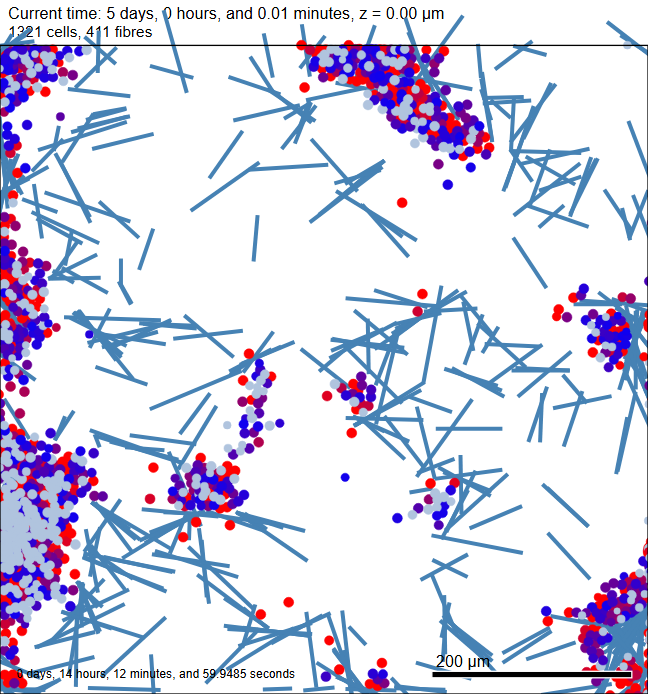 Current time: 5 days, 0 hours, and 0.01 minutes, z = 0.00 μm
1321 cells, 411 fibres
200 μm
0 days, 14 hours, 12 minutes, and 59.9485 seconds